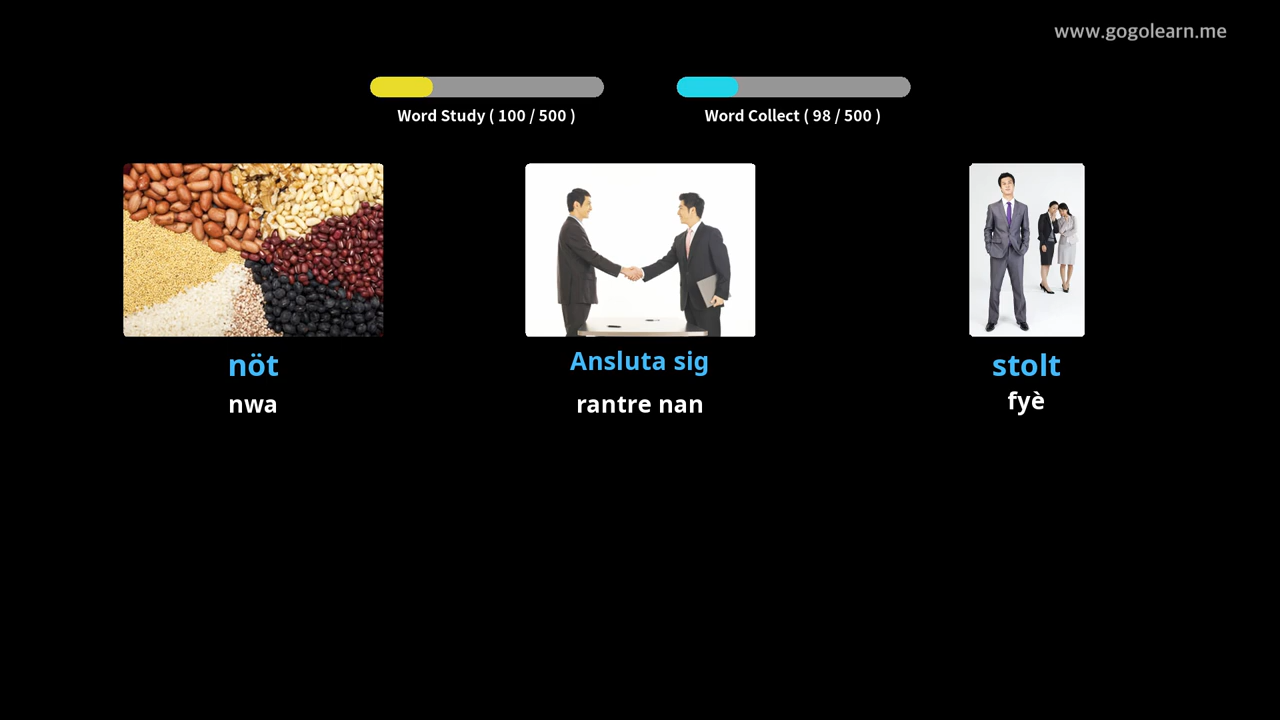 www.gogolearn.me
Word Study ( 100 / 500 )
Word Collect ( 98 / 500 )
nöt
Ansluta sig
stolt
nwa
rantre nan
fyè